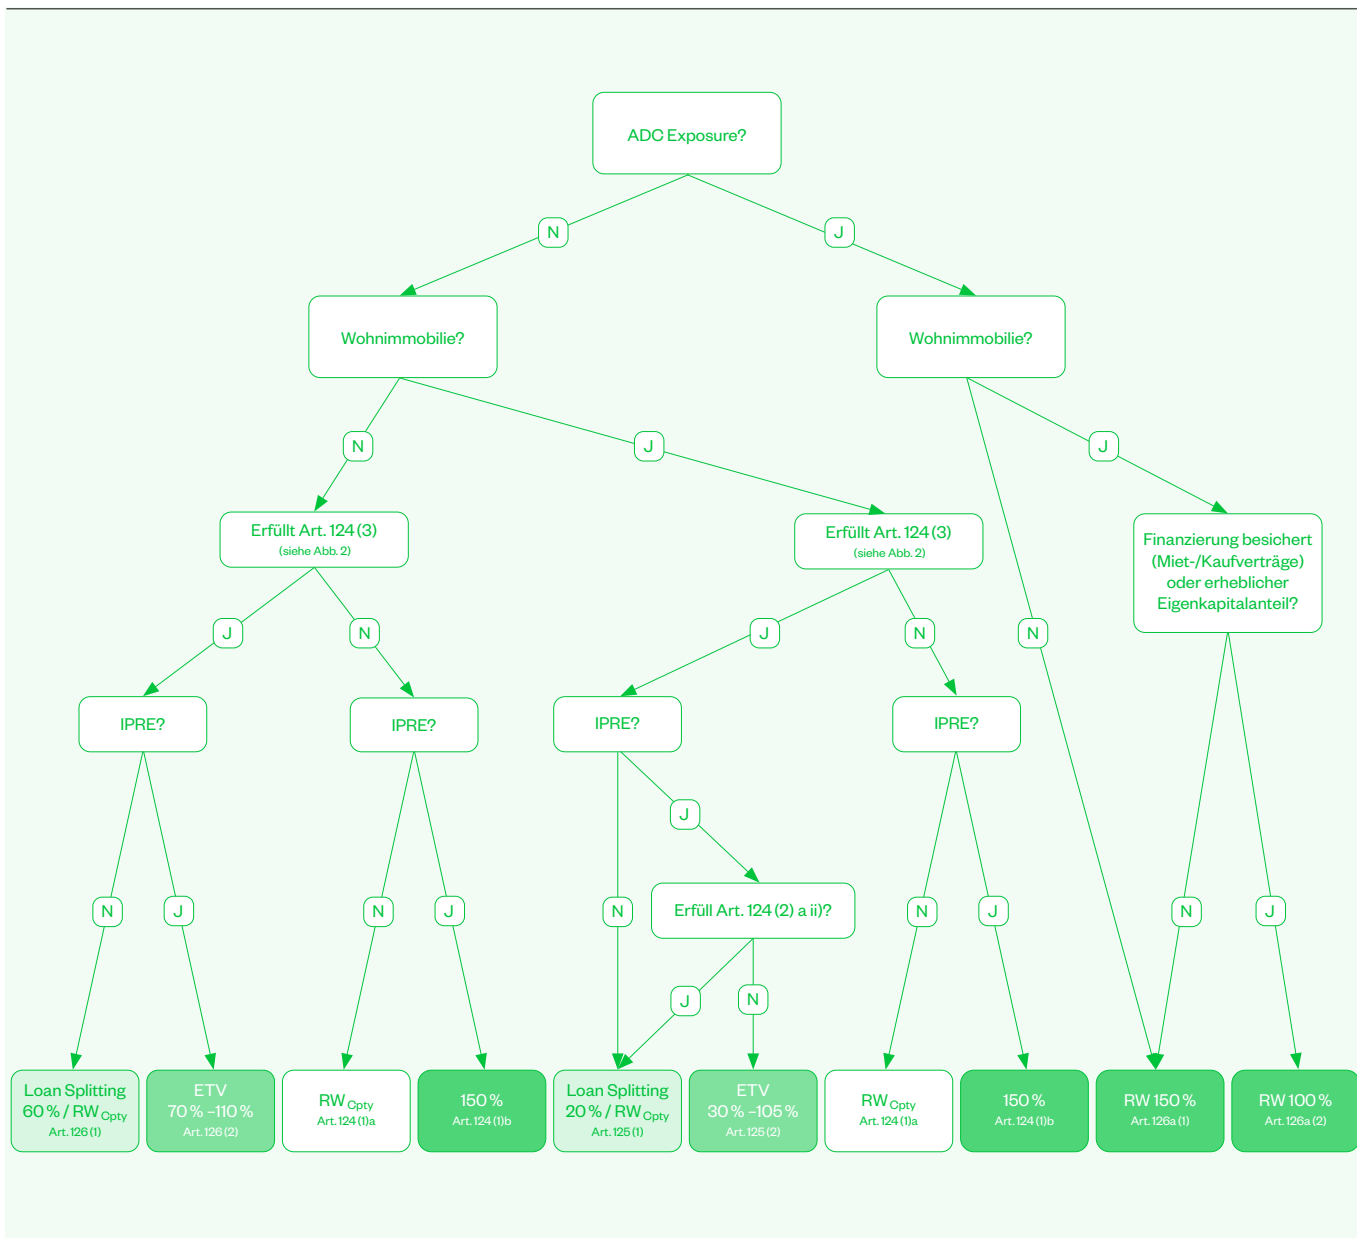 ADC Exposure?
N
J
Wohnimmobilie?
Wohnimmobilie?
N
J
J
Erfüllt Art. 124 (3)
(siehe Abb. 2)
Erfüllt Art. 124 (3)
(siehe Abb. 2)
Finanzierung besichert
(Miet-/Kaufverträge)
oder erheblicher
Eigenkapitalanteil?
J
N
J
N
N
IPRE?
IPRE?
IPRE?
IPRE?
J
N
J
N
J
N
Erfüll Art. 124 (2) a ii)?
N
J
N
J
J
N
Loan Splitting
60 % / RW Cpty
Art. 126 (1)
ETV
70 % –110 %
Art. 126 (2)
RW Cpty
Art. 124 (1)a
150 %
Art. 124 (1)b
Loan Splitting
20 % / RW Cpty
Art. 125 (1)
ETV
30 % –105 %
Art. 125 (2)
RW Cpty
Art. 124 (1)a
150 %
Art. 124 (1)b
RW 150 %
Art. 126a (1)
RW 100 %
Art. 126a (2)